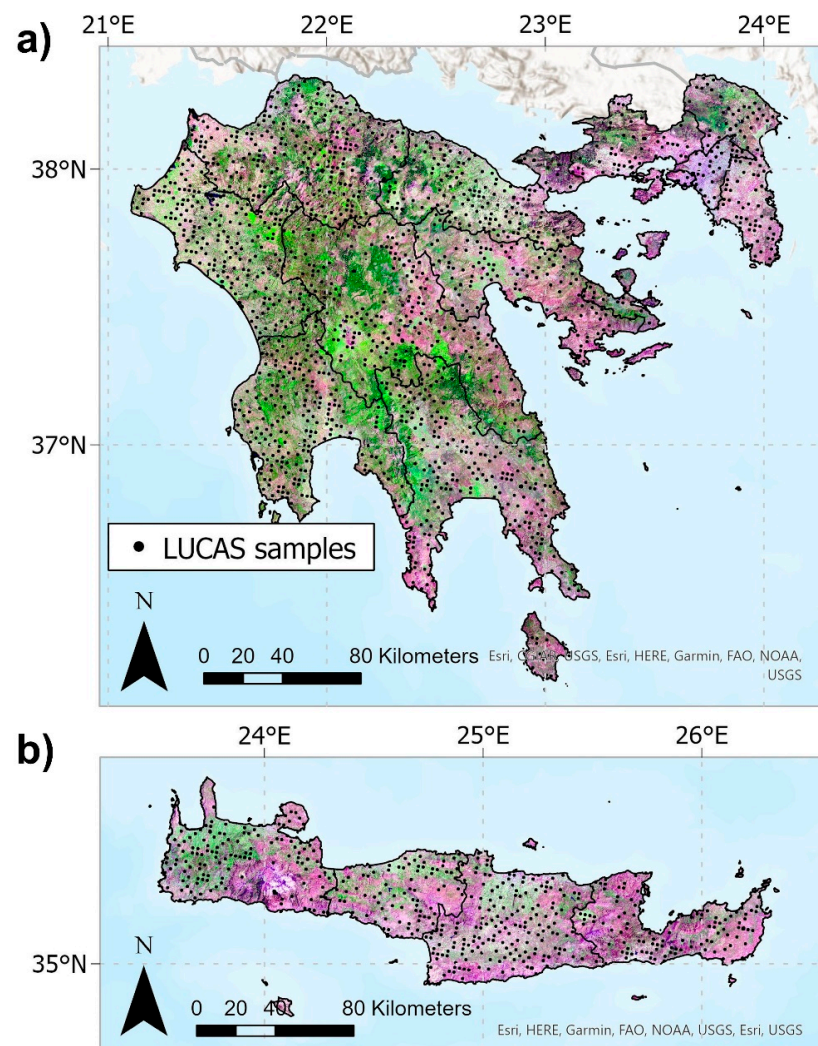 a)
21°E 22°E 23°E 24°E
38°N
37°N
• LUCAS samples
N
0 20 40 80 Kilometers
Esri, USGS, Esri, HERE, Garmin, FAO, NOAA,
USGS
b)
24°E 25°E 26°E
35°N
N
0 20 40 80 Kilometers
Esri, HERE, Garmin, FAO, NOAA, USGS, Esri, USGS